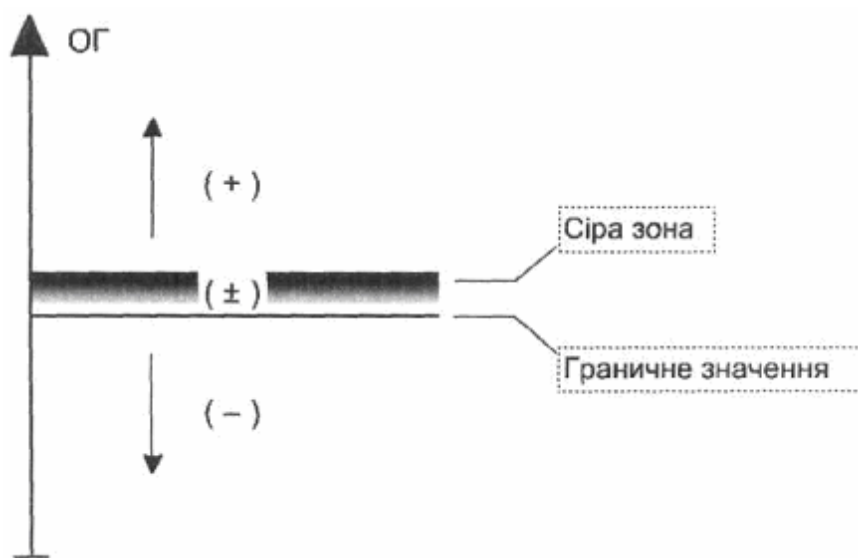 ОГ
( + )
Сіра зона
( ± )
Граничне значення
( – )